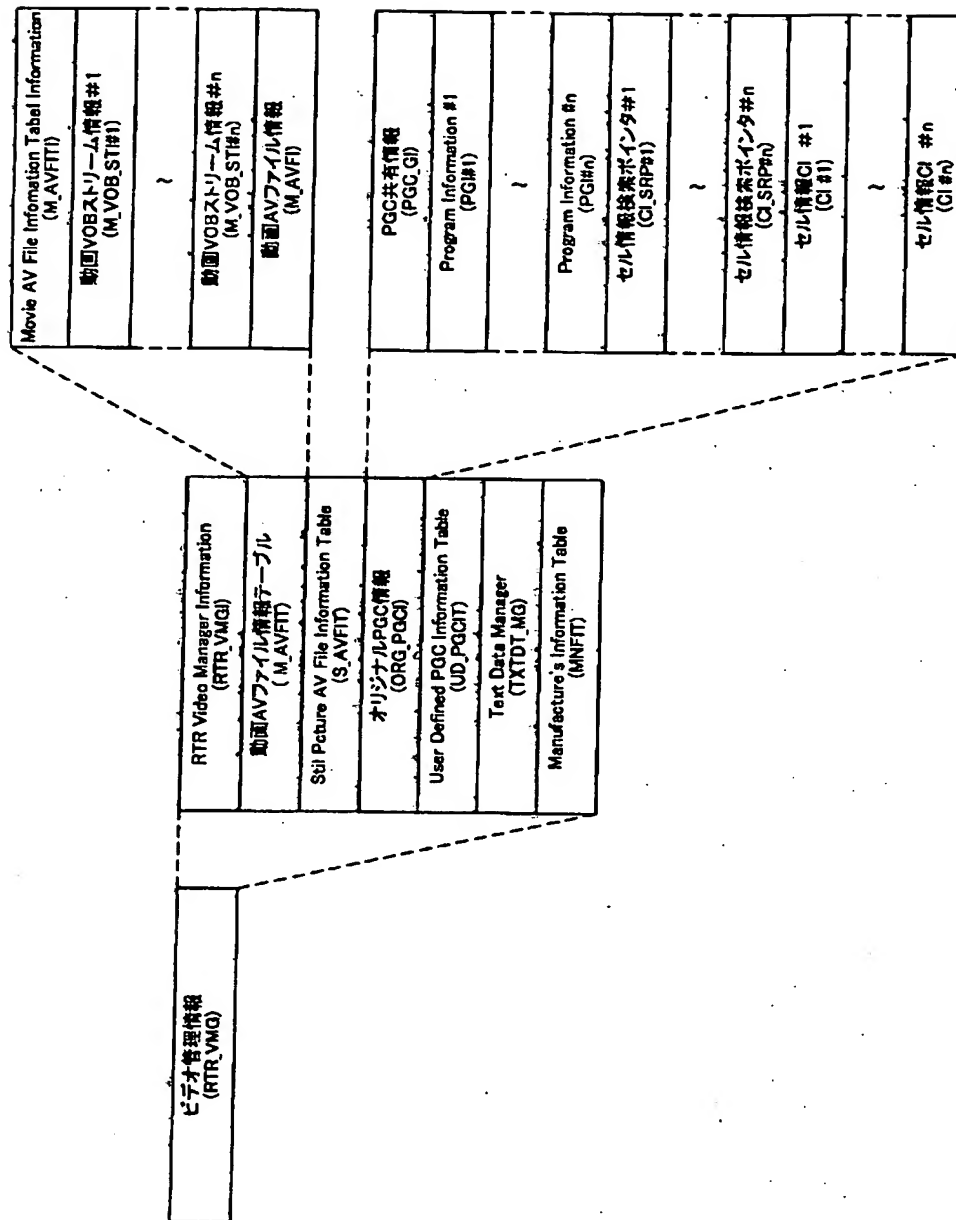 ビデオ管理情報
(RTR_VMG)
RTR Video Manager Information
(RTR_VMGI)
動画AVファイル情報テーブル
( M_AVFIT)
Stil Pcture AV File Information Table
(S_AVFIT)
オリジナルPGC情報
(ORG_PGCI)
User Defined PGC Information Table
(UD_PGCIT)
Text Data Manager
(TXTDT_MG)
Manufacture's Information Table
(MNFIT)
Movie AV File Infomation Tabel Information
(M_AVFITI)
動画VOBストリーム情報#1
(M_VOB_STI#1)
~
動画VOBストリーム情報#n
(M_VOB_STI#n)
動画AVファイル情報
(M_AVFI)
PGC共有情報
(PGC_GI)
Program Information #1
(PGI#1)
~
Program Information #n
(PGI#n)
セル情報検索ポインタ#1
(CI_SRP#1)
~
セル情報検索ポインタ#n
(CI_SRP#n)
セル情報CI #1
(CI #1)
~
セル情報CI #n
(CI #n)